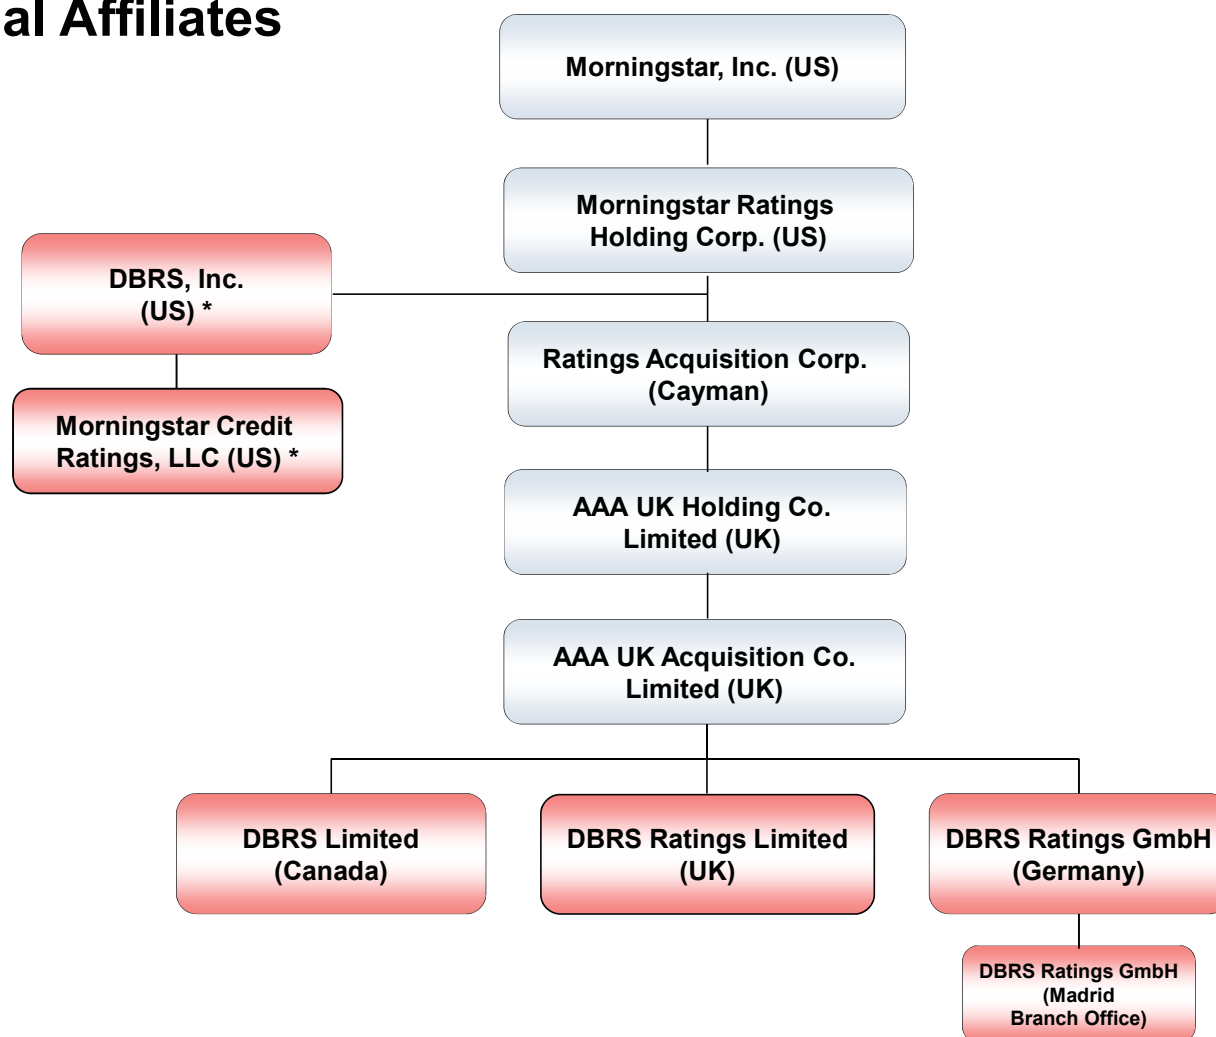 al Affiliates
Morningstar, Inc. (US)
Morningstar Ratings
Holding Corp. (US)
DBRS, Inc.
(US) *
Ratings Acquisition Corp.
(Cayman)
Morningstar Credit
Ratings, LLC (US) *
AAA UK Holding Co.
Limited (UK)
AAA UK Acquisition Co.
Limited (UK)
DBRS Limited
(Canada)
DBRS Ratings Limited
(UK)
DBRS Ratings GmbH
(Germany)
DBRS Ratings GmbH
(Madrid
Branch Office)